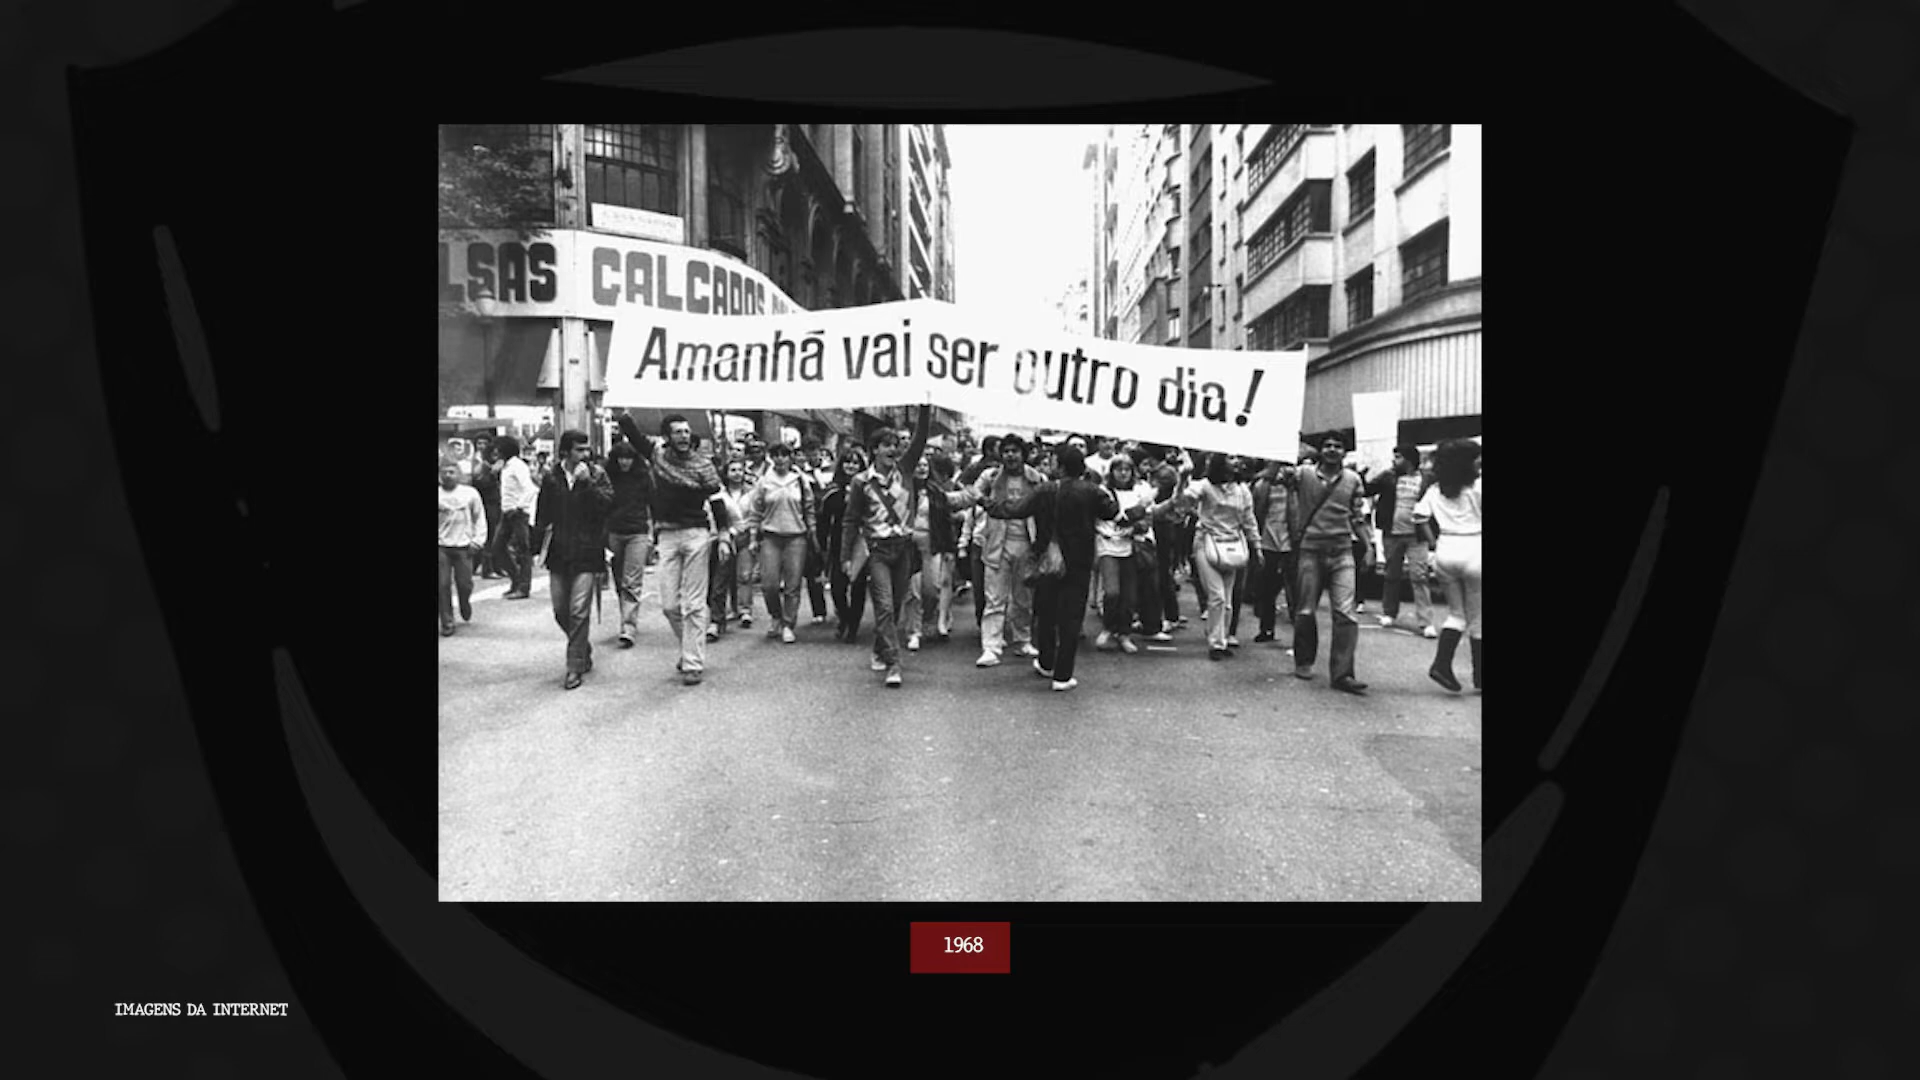 LSAS CALCADOS
Amanhã vai ser outro dia!
1968
IMAGENS DA INTERNET